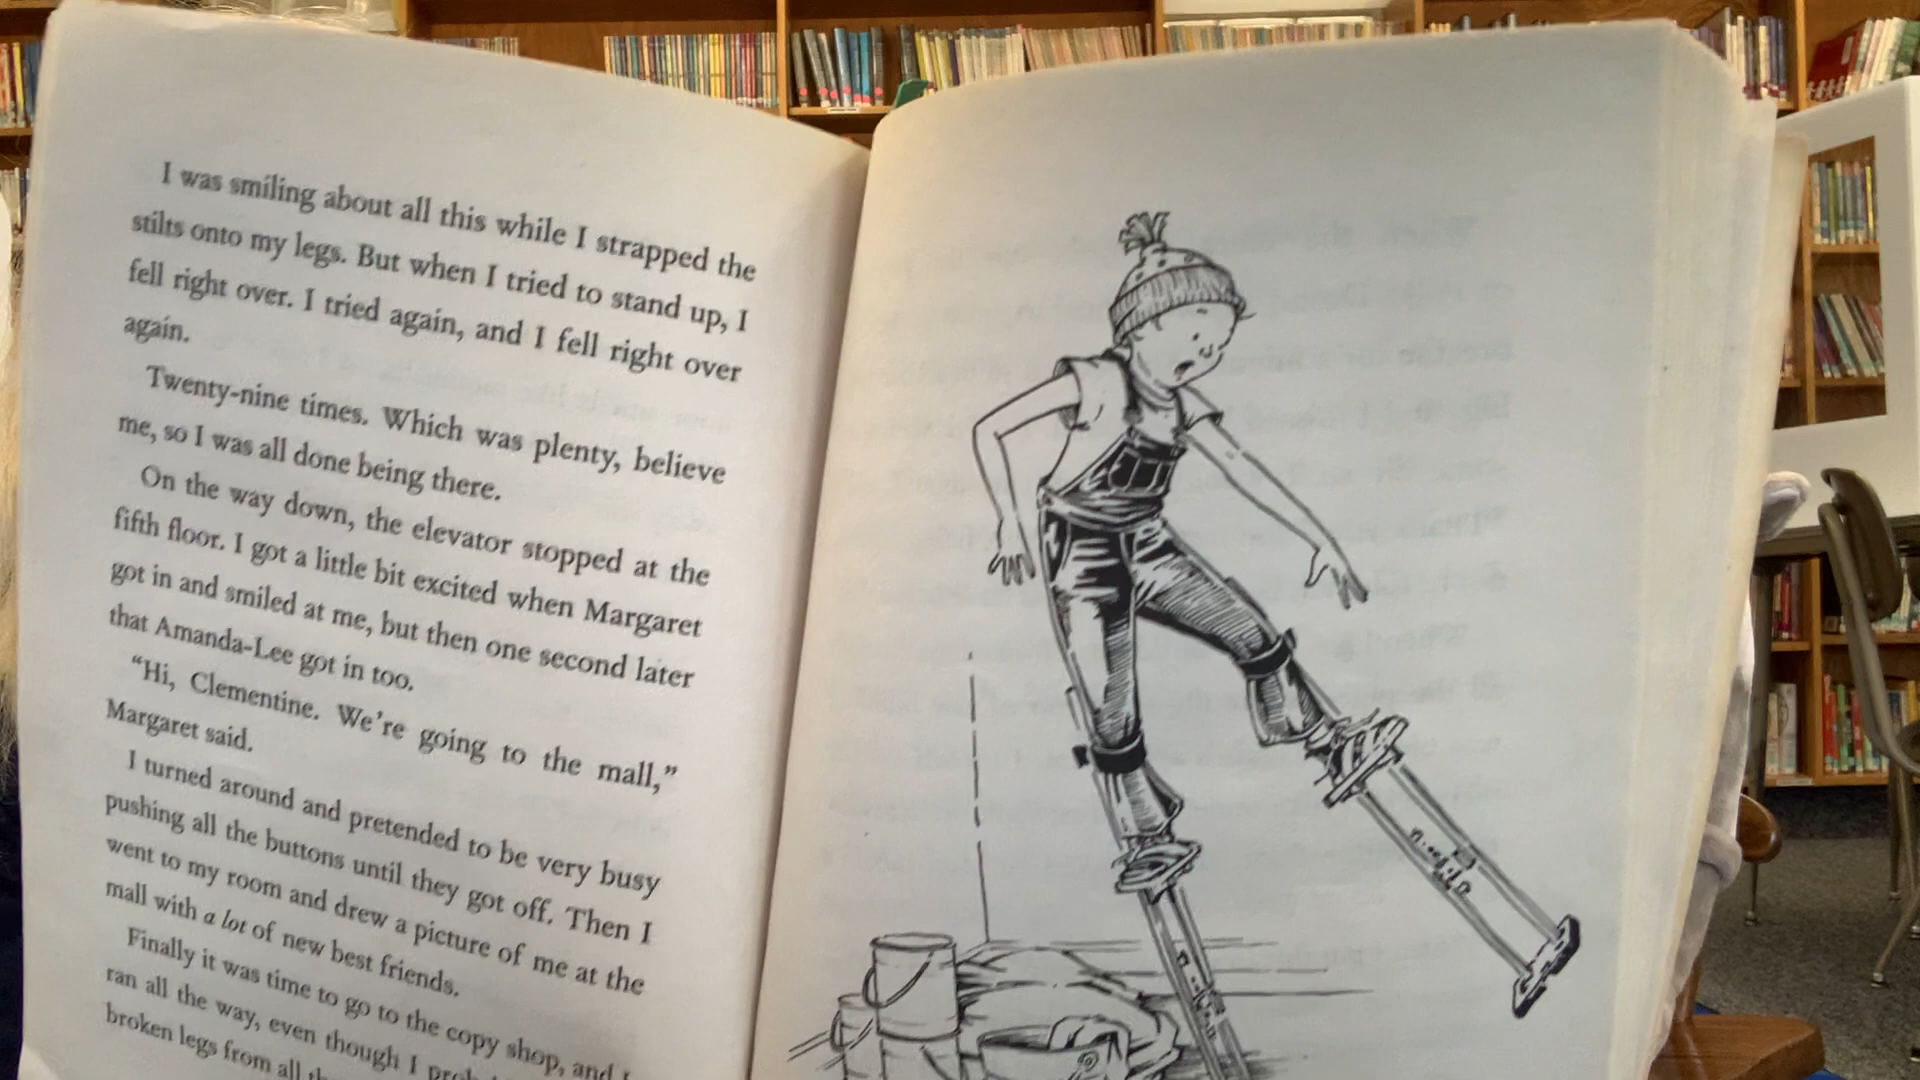 I was smiling about all this while I strapped the
stilts onto my legs. But when I tried to stand up, I
fell right over. I tried again, and I fell right over
again.
Twenty-nine times. Which was plenty, believe
me, so I was all done being there.
On the way down, the elevator stopped at the
fifth floor. I got a little bit excited when Margaret
got in and smiled at me, but then one second later
that Amanda-Lee got in too.
“Hi, Clementine. We’re going to the mall,”
Margaret said.
I turned around and pretended to be very busy
pushing all the buttons until they got off. Then I
went to my room and drew a picture of me at the
mall with a lot of new best friends.
Finally it was time to go to the copy shop, and I
ran all the way, even though I
broken legs from all